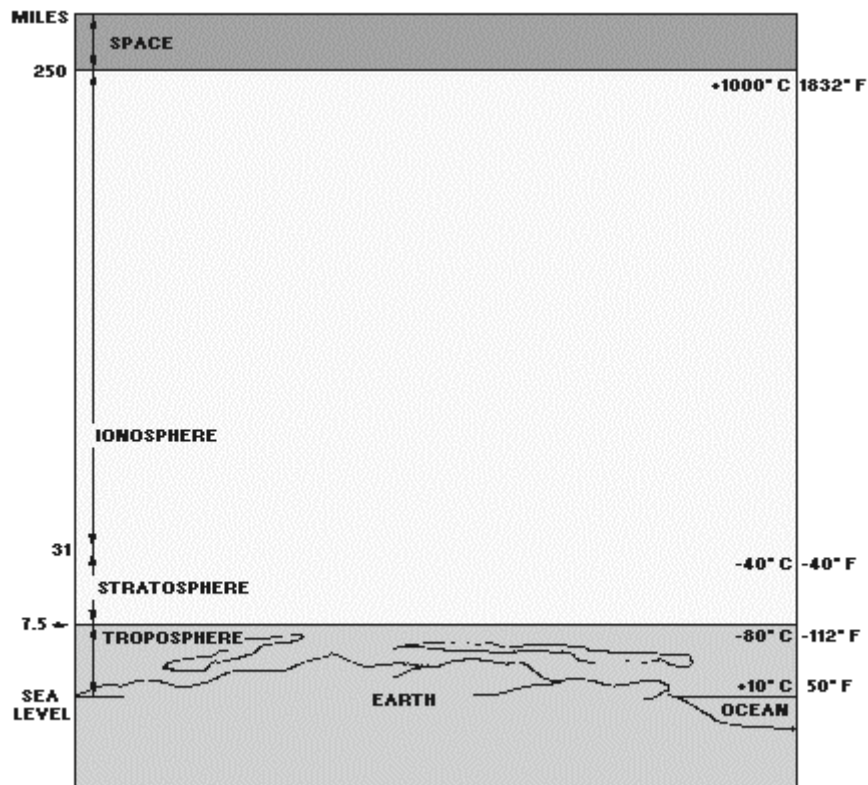 MILES
SPACE
250
+1000° C 1832° F
IONOSPHERE
31
-40° C -40° F
STRATOSPHERE
7.5
TROPOSPHERE
-80° C -112° F
+10° C 50° F
SEA
LEVEL
EARTH
OCEAN